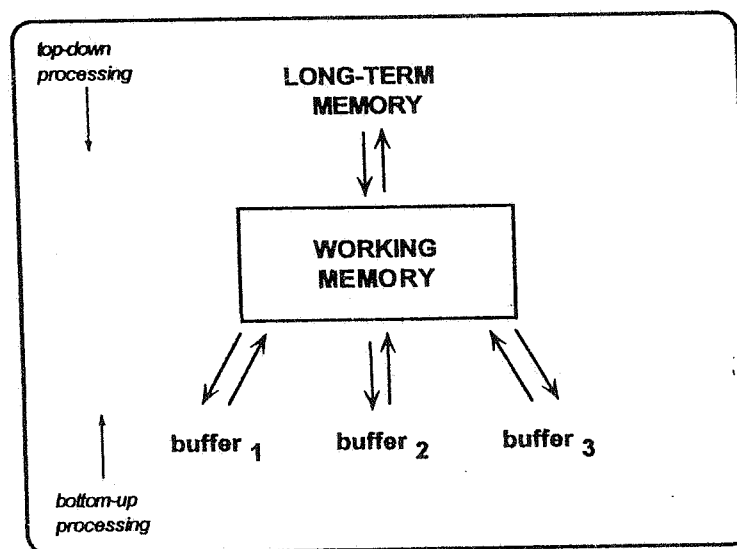 top-down
processing
LONG-TERM
MEMORY
WORKING
MEMORY
buffer 1
buffer 2
buffer 3
bottom-up
processing